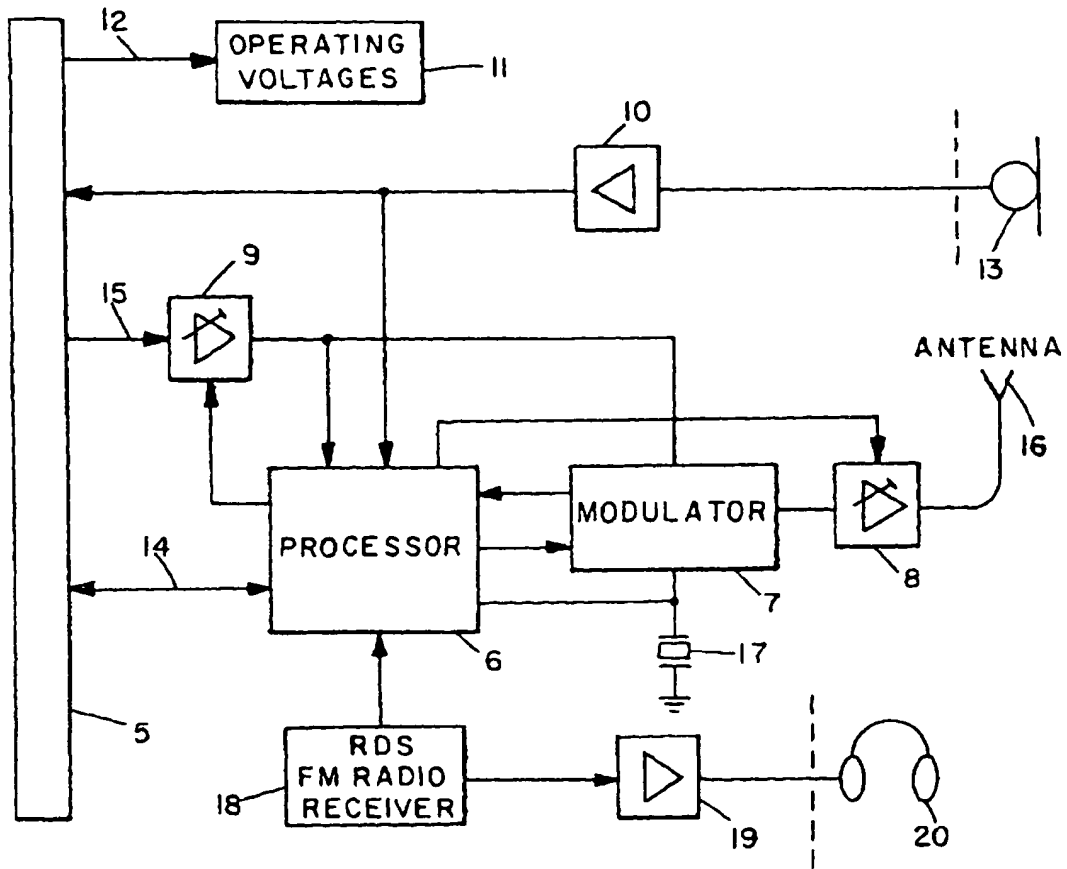 12
OPERATING
VOLTAGES
11
10
13
9
15
ANTENNA
16
MODULATOR
PROCESSOR
14
8
7
6
17
5
RDS
FM RADIO
RECEIVER
18
19
20